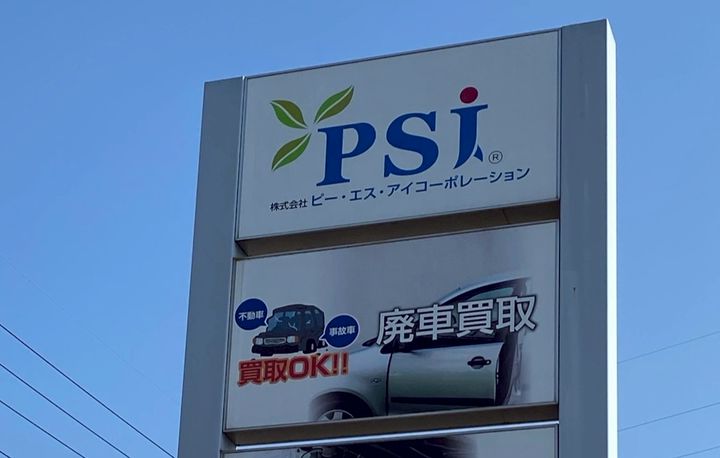 PSi®
株式会社 ピー・エス・アイコーポレーション
不動車
事故車
廃車買取
買取OK!!